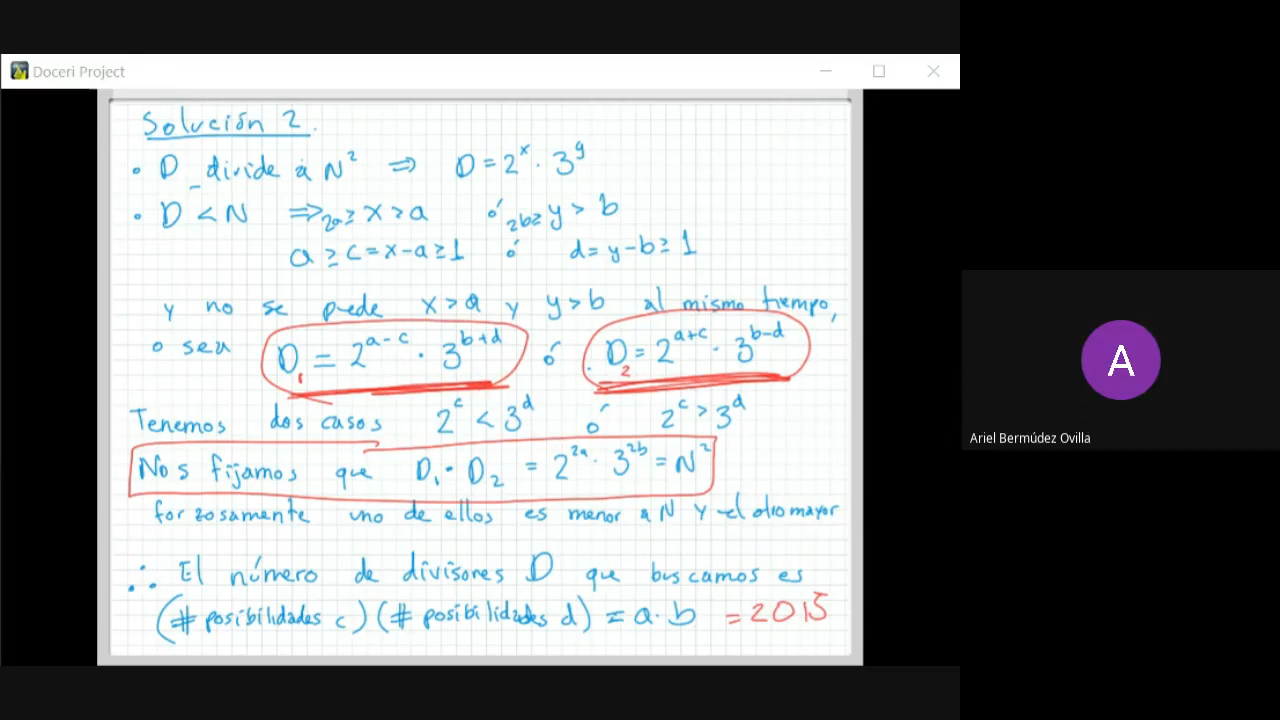 Doceri Project
Solución 2.
• D divide a N² ⇒ D = 2^x · 3^y
• D < N ⇒ 2a ≥ x > a ó 2b ≥ y > b
a ≥ c = x-a ≥ 1 ó d = y-b ≥ 1
y no se puede x > a y y > b al mismo tiempo,
o sea D₁ = 2^{a-c} · 3^{b+d} ó D₂ = 2^{a+c} · 3^{b-d}
Tenemos dos casos 2^c < 3^d ó 2^c > 3^d
Nos fijamos que D₁ · D₂ = 2^{2a} · 3^{2b} = N²
forzosamente uno de ellos es menor a N y el otro mayor
∴ El número de divisores D que buscamos es
(# posibilidades c) (# posibilidades d) = a · b = 2015
A
Ariel Bermúdez Ovilla